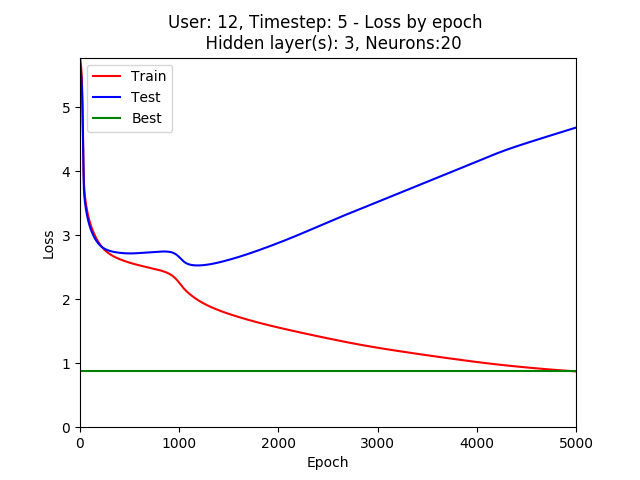 User: 12, Timestep: 5 - Loss by epoch
Hidden layer(s): 3, Neurons:20
Train
Test
Best
5
4
3
2
1
0
Loss
0 1000 2000 3000 4000 5000
Epoch